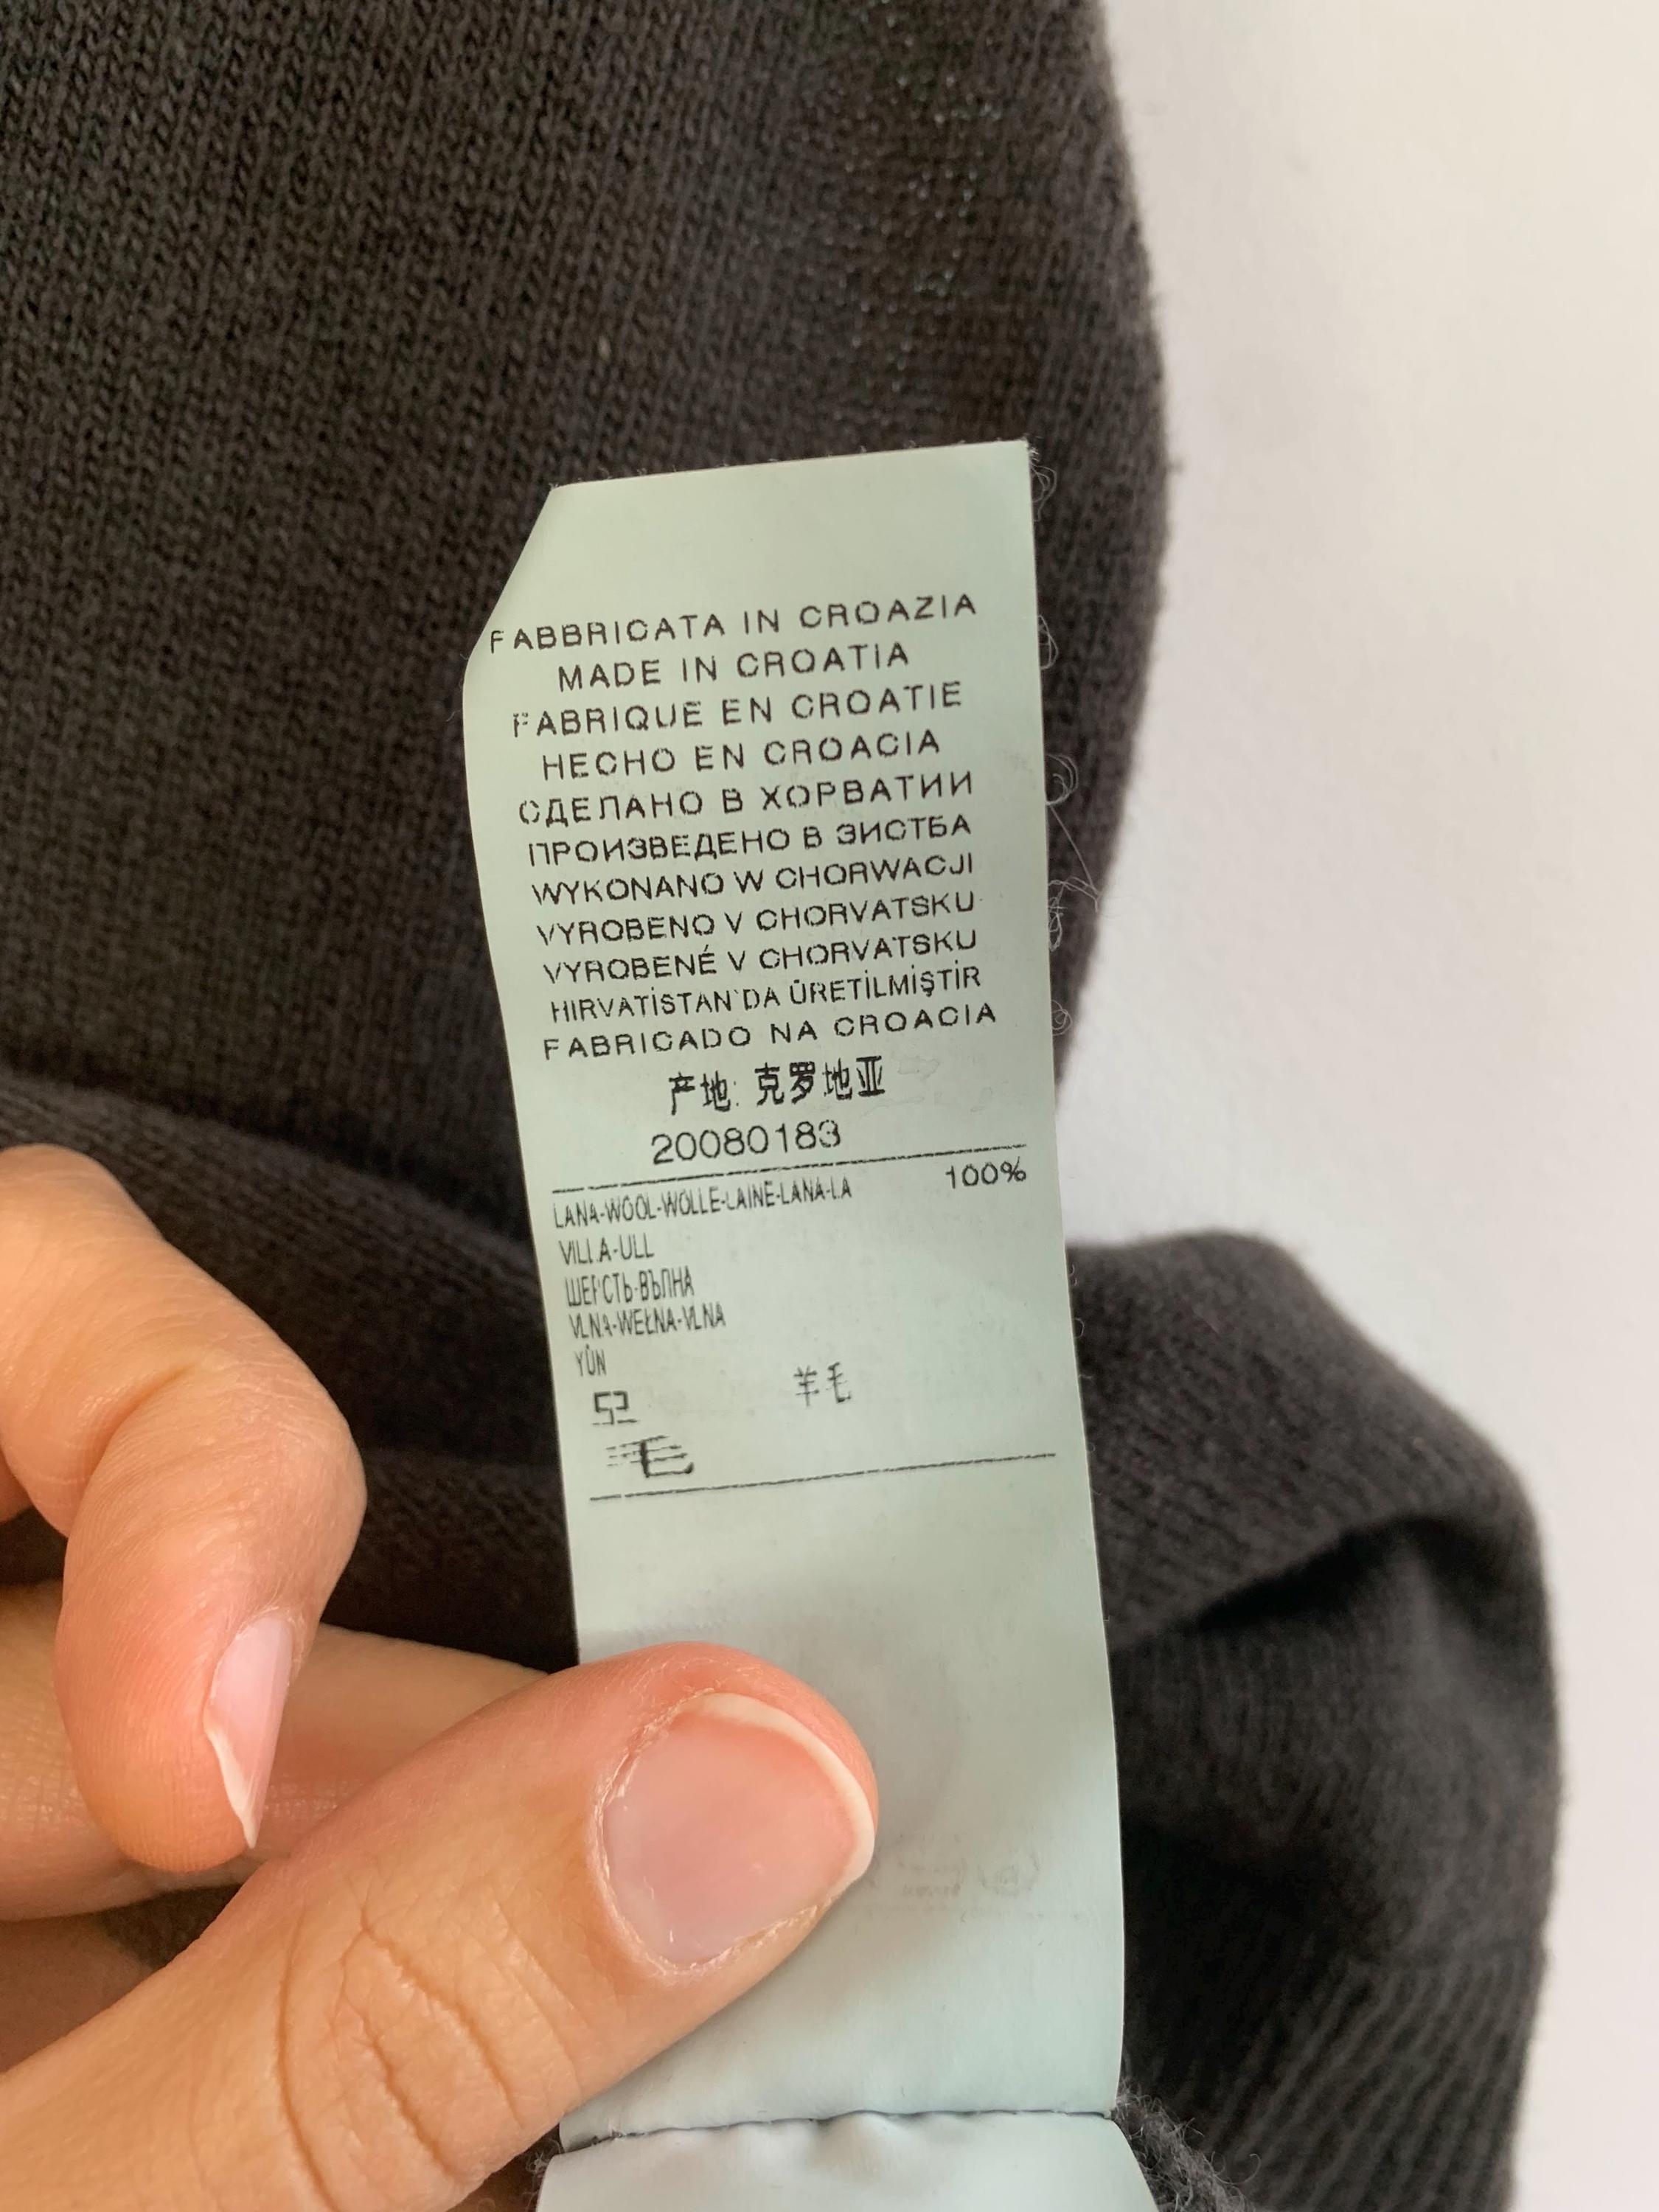 FABBRICATA IN CROAZIA
MADE IN CROATIA
FABRIQUE EN CROATIE
HECHO EN CROACIA
СДЕЛАНО В ХОРВАТИИ
ПРОИЗВЕДЕНО В ЗИСТБА
WYKONANO W CHORWACJI
VYROBENO V CHORVATSKU
VYROBENÉ V CHORVATSKU
HIRVATİSTAN'DA ÜRETİLMİŞTİR
FABRICADO NA CROACIA
产地: 克罗地亚
20080183
LANA-WOOL-WOLLE-LAINE-LANA-LA 100%
VILLA-ULL
ШЕРСТЬ-ВЪЛНА
VLNA-WEŁNA-VLNA
YÜN
모 羊毛
毛